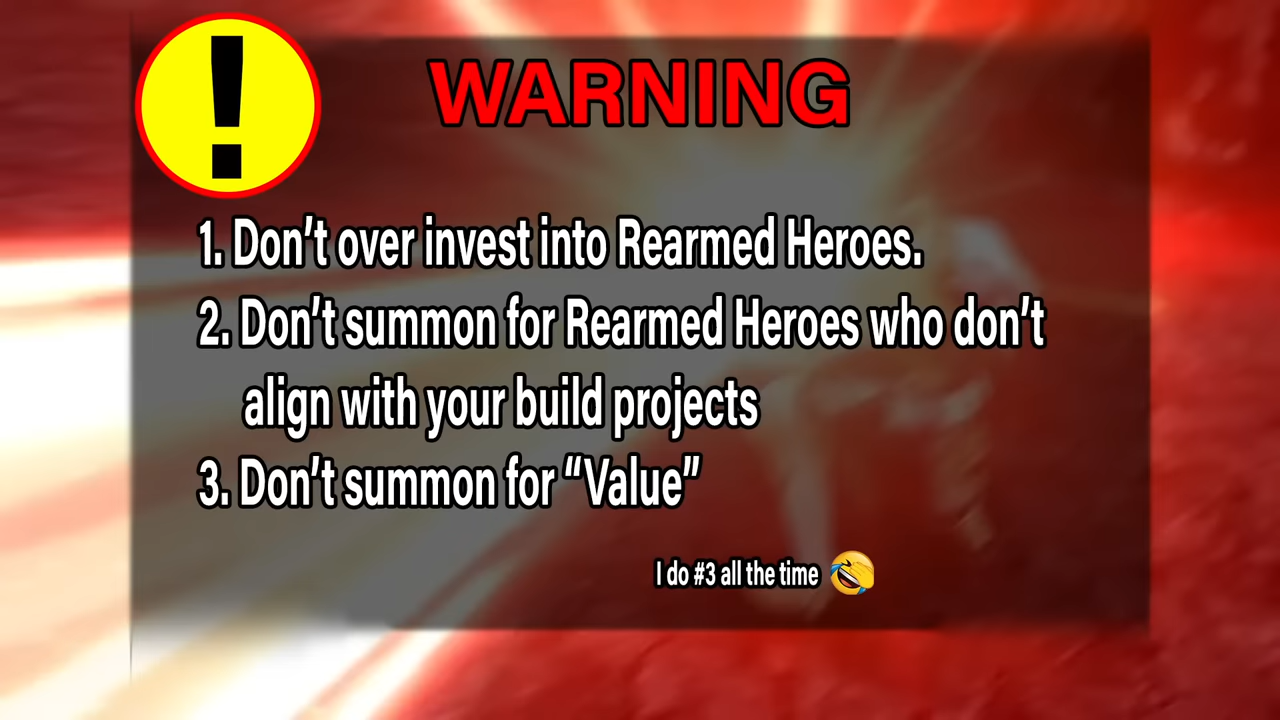 !
WARNING
1. Don't over invest into Rearmed Heroes.
2. Don't summon for Rearmed Heroes who don't
align with your build projects
3. Don't summon for “Value”
I do #3 all the time 🤣